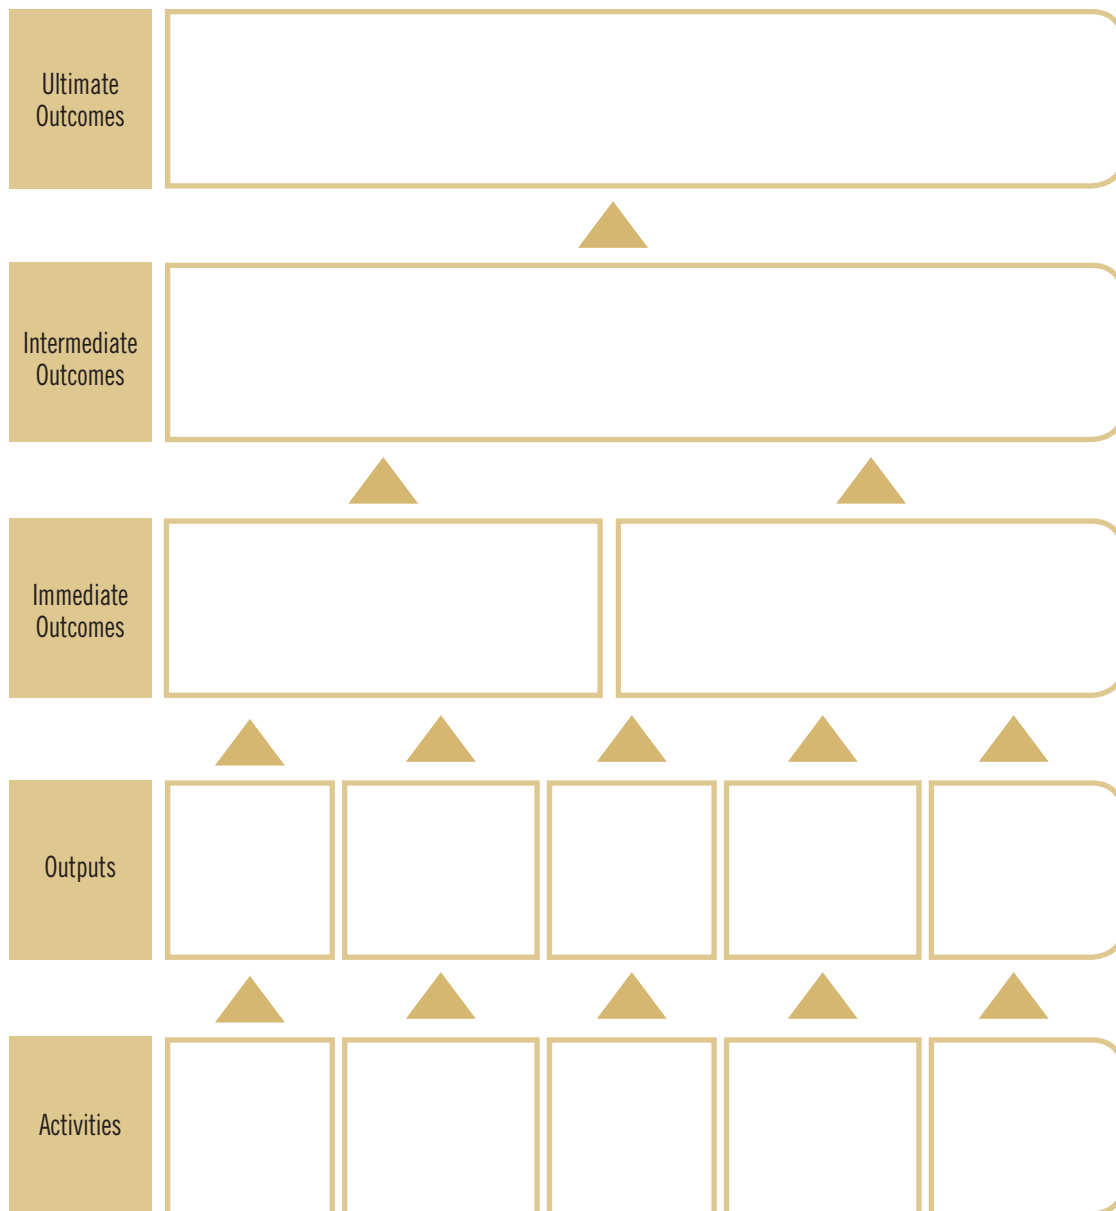 Ultimate
Outcomes
Intermediate
Outcomes
Immediate
Outcomes
Outputs
Activities